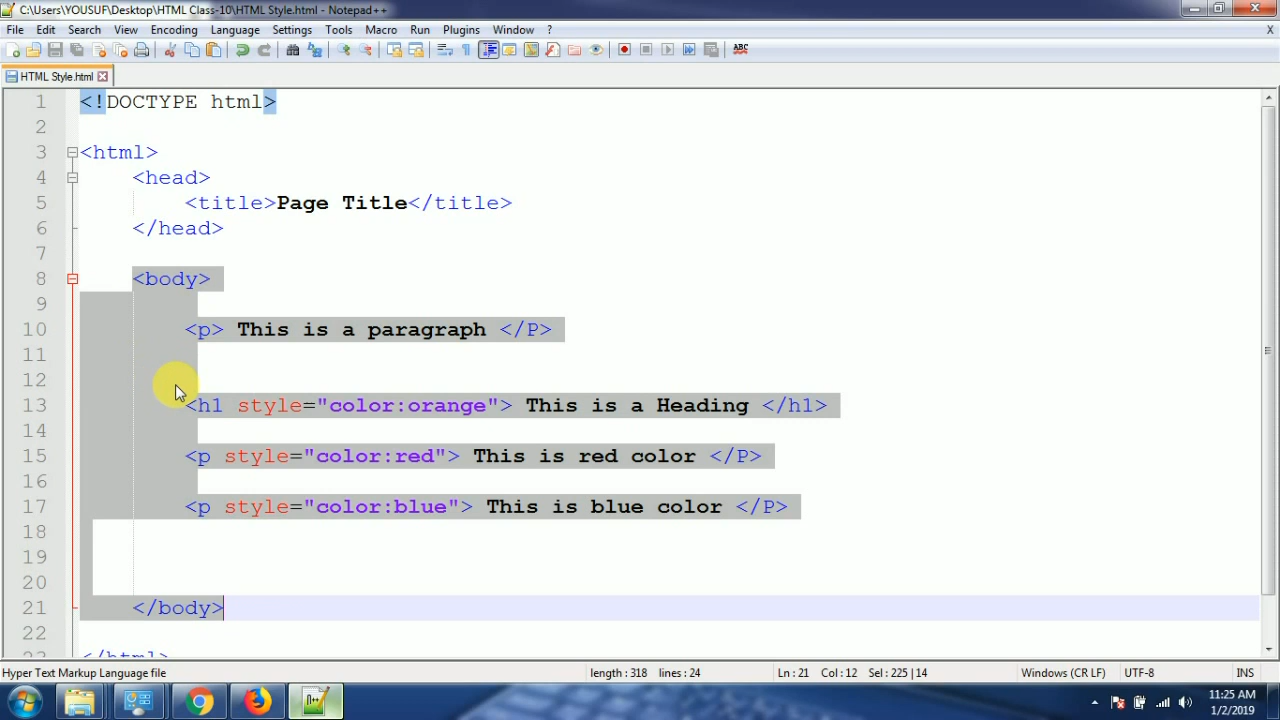 C:\Users\YOUSUF\Desktop\HTML Class-10\HTML Style.html - Notepad++
File Edit Search View Encoding Language Settings Tools Macro Run Plugins Window ? X
ABC
HTML Style.html
1 <!DOCTYPE html>
2
3 <html>
4 <head>
5 <title>Page Title</title>
6 </head>
7
8 <body>
9
10 <p> This is a paragraph </P>
11
12
13 <h1 style="color:orange"> This is a Heading </h1>
14
15 <p style="color:red"> This is red color </P>
16
17 <p style="color:blue"> This is blue color </P>
18
19
20
21 </body>
22
23 </html>
Hyper Text Markup Language file length : 318 lines : 24 Ln : 21 Col : 12 Sel : 225 | 14 Windows (CR LF) UTF-8 INS
11:25 AM
1/2/2019